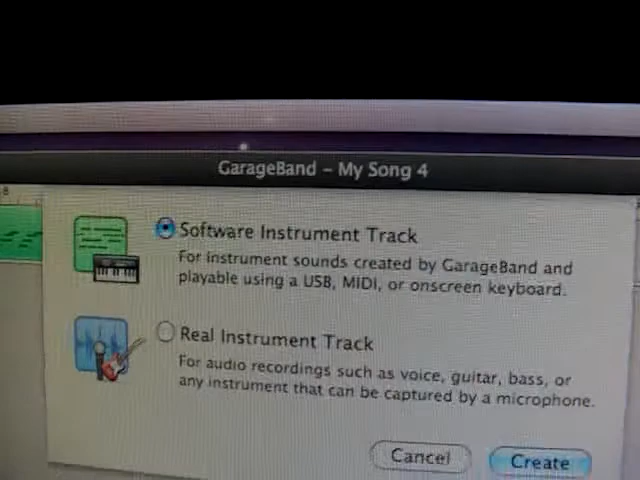 GarageBand – My Song 4
8
Software Instrument Track
For instrument sounds created by GarageBand and
playable using a USB, MIDI, or onscreen keyboard.
Real Instrument Track
For audio recordings such as voice, guitar, bass, or
any instrument that can be captured by a microphone.
Cancel
Create